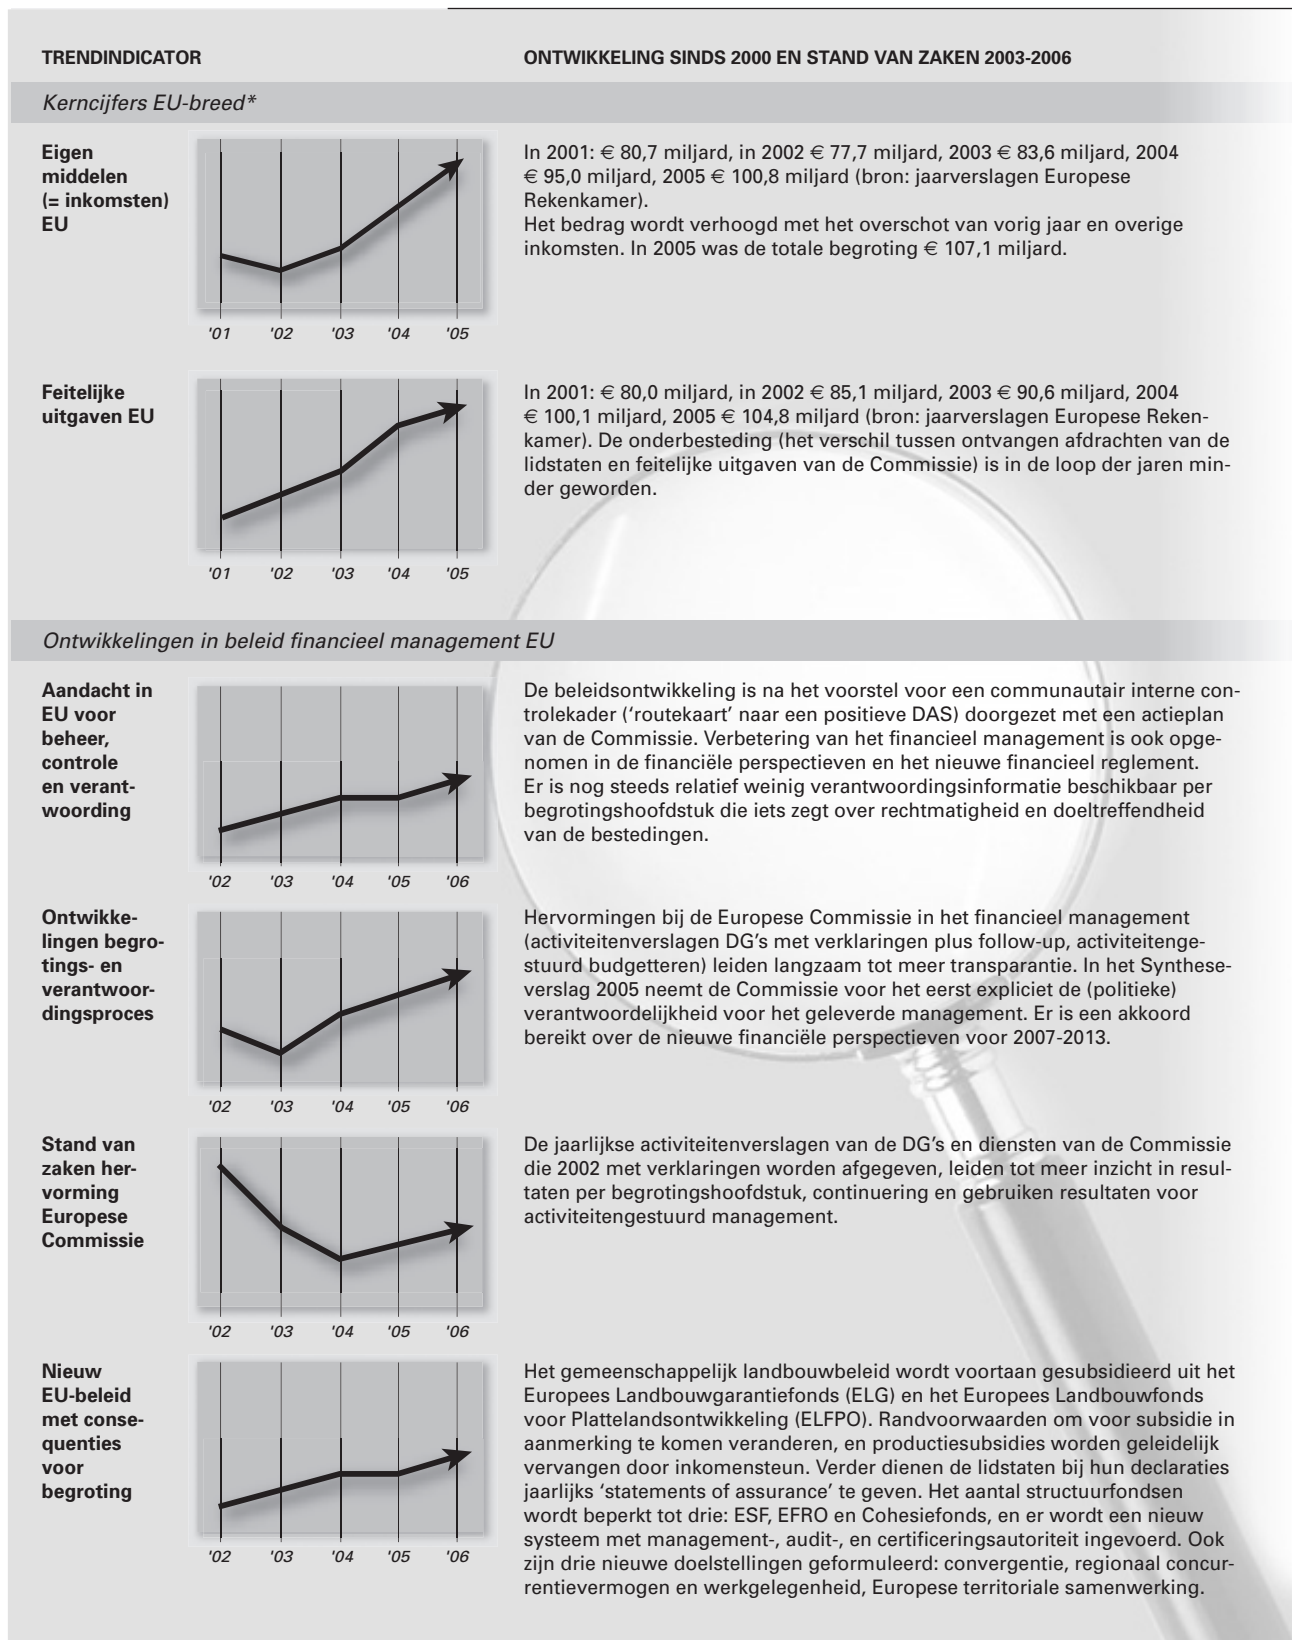 TRENDINDICATOR
ONTWIKKELING SINDS 2000 EN STAND VAN ZAKEN 2003-2006
Kerncijfers EU-breed*
Eigen
middelen
(= inkomsten)
EU
'01 '02 '03 '04 '05
In 2001: € 80,7 miljard, in 2002 € 77,7 miljard, 2003 € 83,6 miljard, 2004
€ 95,0 miljard, 2005 € 100,8 miljard (bron: jaarverslagen Europese
Rekenkamer).
Het bedrag wordt verhoogd met het overschot van vorig jaar en overige
inkomsten. In 2005 was de totale begroting € 107,1 miljard.
Feitelijke
uitgaven EU
'01 '02 '03 '04 '05
In 2001: € 80,0 miljard, in 2002 € 85,1 miljard, 2003 € 90,6 miljard, 2004
€ 100,1 miljard, 2005 € 104,8 miljard (bron: jaarverslagen Europese Reken-
kamer). De onderbesteding (het verschil tussen ontvangen afdrachten van de
lidstaten en feitelijke uitgaven van de Commissie) is in de loop der jaren min-
der geworden.
Ontwikkelingen in beleid financieel management EU
Aandacht in
EU voor
beheer,
controle
en verant-
woording
'02 '03 '04 '05 '06
De beleidsontwikkeling is na het voorstel voor een communautair interne con-
trolekader (‘routekaart’ naar een positieve DAS) doorgezet met een actieplan
van de Commissie. Verbetering van het financieel management is ook opge-
nomen in de financiële perspectieven en het nieuwe financieel reglement.
Er is nog steeds relatief weinig verantwoordingsinformatie beschikbaar per
begrotingshoofdstuk die iets zegt over rechtmatigheid en doeltreffendheid
van de bestedingen.
Ontwikke-
lingen begro-
tings- en
verantwoor-
dingsproces
'02 '03 '04 '05 '06
Hervormingen bij de Europese Commissie in het financieel management
(activiteitenverslagen DG’s met verklaringen plus follow-up, activiteitenge-
stuurd budgetteren) leiden langzaam tot meer transparantie. In het Synthese-
verslag 2005 neemt de Commissie voor het eerst expliciet de (politieke)
verantwoordelijkheid voor het geleverde management. Er is een akkoord
bereikt over de nieuwe financiële perspectieven voor 2007-2013.
Stand van
zaken her-
vorming
Europese
Commissie
'02 '03 '04 '05 '06
De jaarlijkse activiteitenverslagen van de DG’s en diensten van de Commissie
die 2002 met verklaringen worden afgegeven, leiden tot meer inzicht in resul-
taten per begrotingshoofdstuk, continuering en gebruiken resultaten voor
activiteitengestuurd management.
Nieuw
EU-beleid
met conse-
quenties
voor
begroting
'02 '03 '04 '05 '06
Het gemeenschappelijk landbouwbeleid wordt voortaan gesubsidieerd uit het
Europees Landbouwgarantiefonds (ELG) en het Europees Landbouwfonds
voor Plattelandsontwikkeling (ELFPO). Randvoorwaarden om voor subsidie in
aanmerking te komen veranderen, en productiesubsidies worden geleidelijk
vervangen door inkomensteun. Verder dienen de lidstaten bij hun declaraties
jaarlijks ‘statements of assurance’ te geven. Het aantal structuurfondsen
wordt beperkt tot drie: ESF, EFRO en Cohesiefonds, en er wordt een nieuw
systeem met management-, audit-, en certificeringsautoriteit ingevoerd. Ook
zijn drie nieuwe doelstellingen geformuleerd: convergentie, regionaal concur-
rentievermogen en werkgelegenheid, Europese territoriale samenwerking.